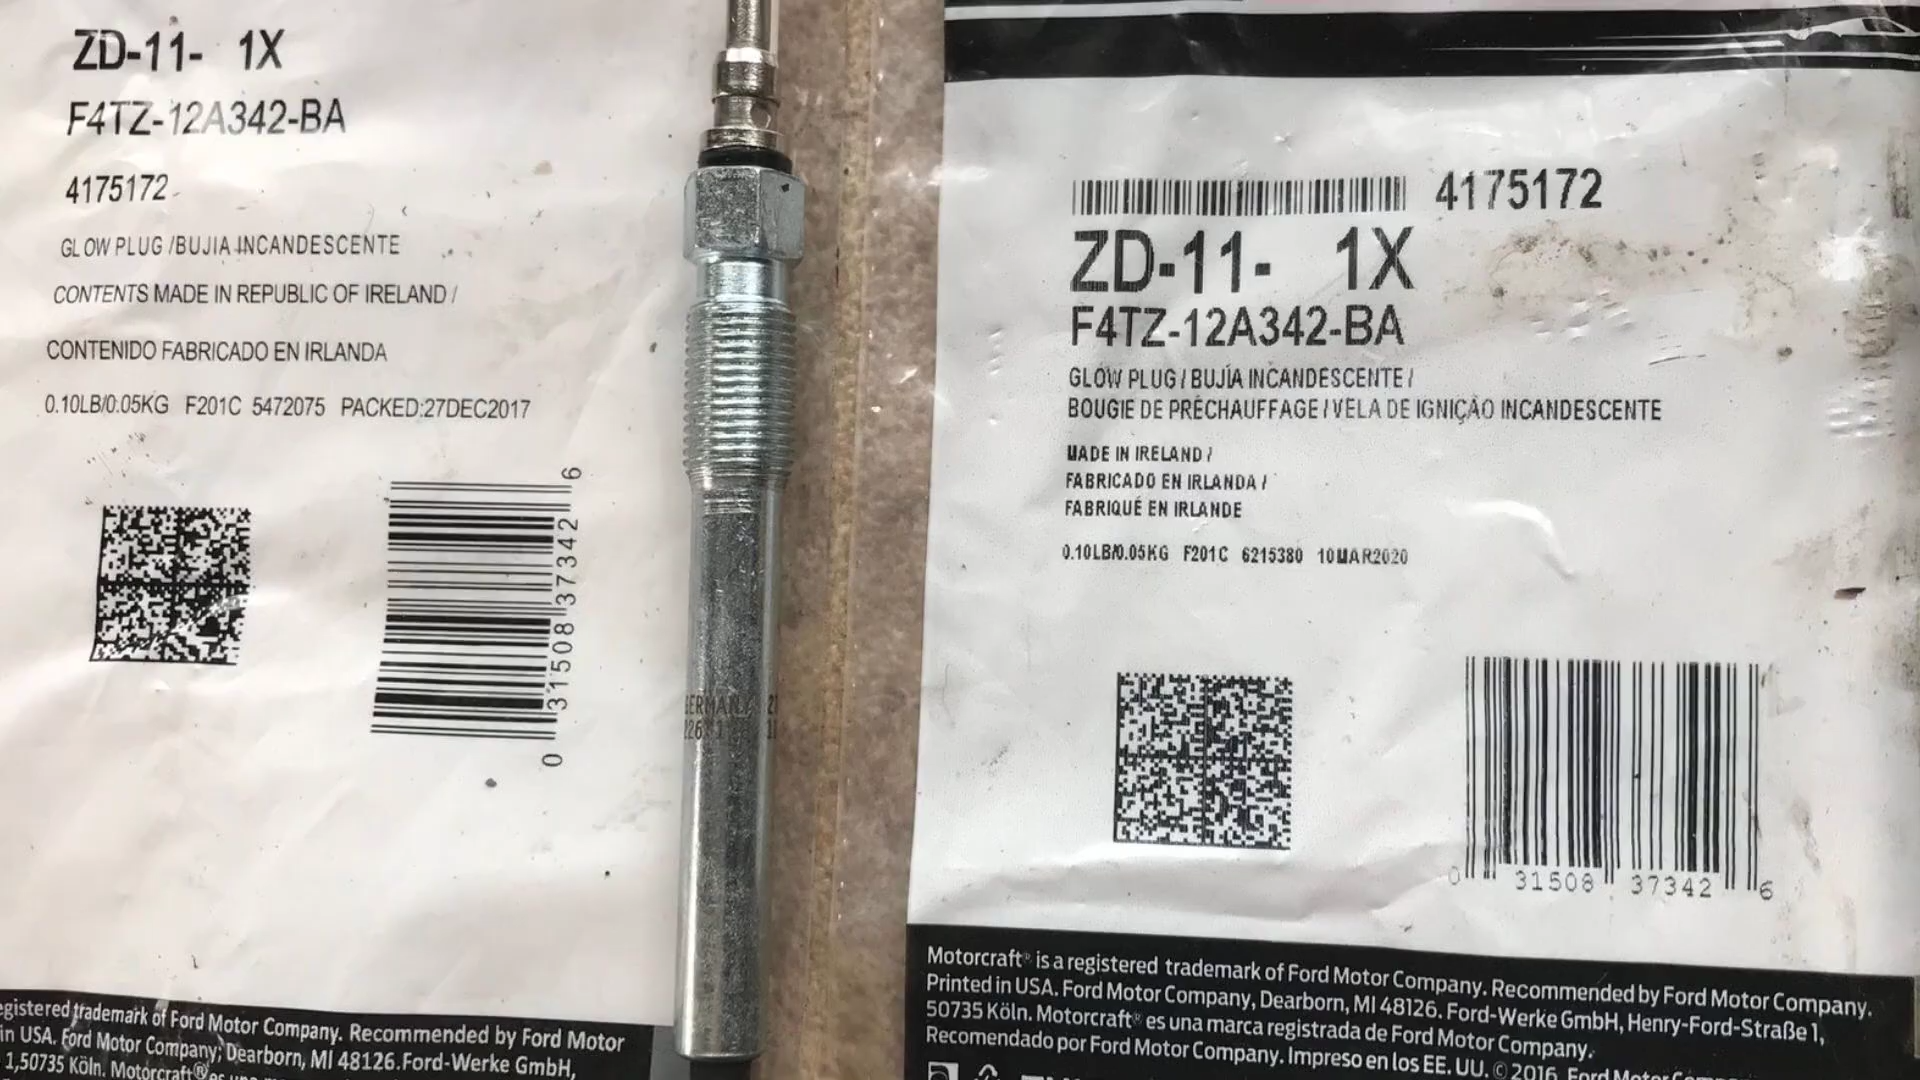 ZD-11- 1X
F4TZ-12A342-BA
4175172
GLOW PLUG /BUJIA INCANDESCENTE
CONTENTS MADE IN REPUBLIC OF IRELAND /
CONTENIDO FABRICADO EN IRLANDA
0.10LB/0.05KG F201C 5472075 PACKED:27DEC2017
0 31508 37342 6
egistered trademark of Ford Motor Company. Recommended by Ford Motor
in USA. Ford Motor Company, Dearborn, MI 48126. Ford-Werke GmbH,
1, 50735 Köln. Motorcraft® es
4175172
ZD-11- 1X
F4TZ-12A342-BA
GLOW PLUG / BUJÍA INCANDESCENTE /
BOUGIE DE PRÉCHAUFFAGE / VELA DE IGNIÇÃO INCANDESCENTE
MADE IN IRELAND /
FABRICADO EN IRLANDA /
FABRIQUÉ EN IRLANDE
0.10LB/0.05KG F201C 6215380 10MAR2020
0 31508 37342 6
Motorcraft® is a registered trademark of Ford Motor Company. Recommended by Ford Motor Company.
Printed in USA. Ford Motor Company, Dearborn, MI 48126. Ford-Werke GmbH, Henry-Ford-Straße 1,
50735 Köln. Motorcraft® es una marca registrada de Ford Motor Company.
Recomendado por Ford Motor Company. Impreso en los EE. UU. © 2016, Ford Motor